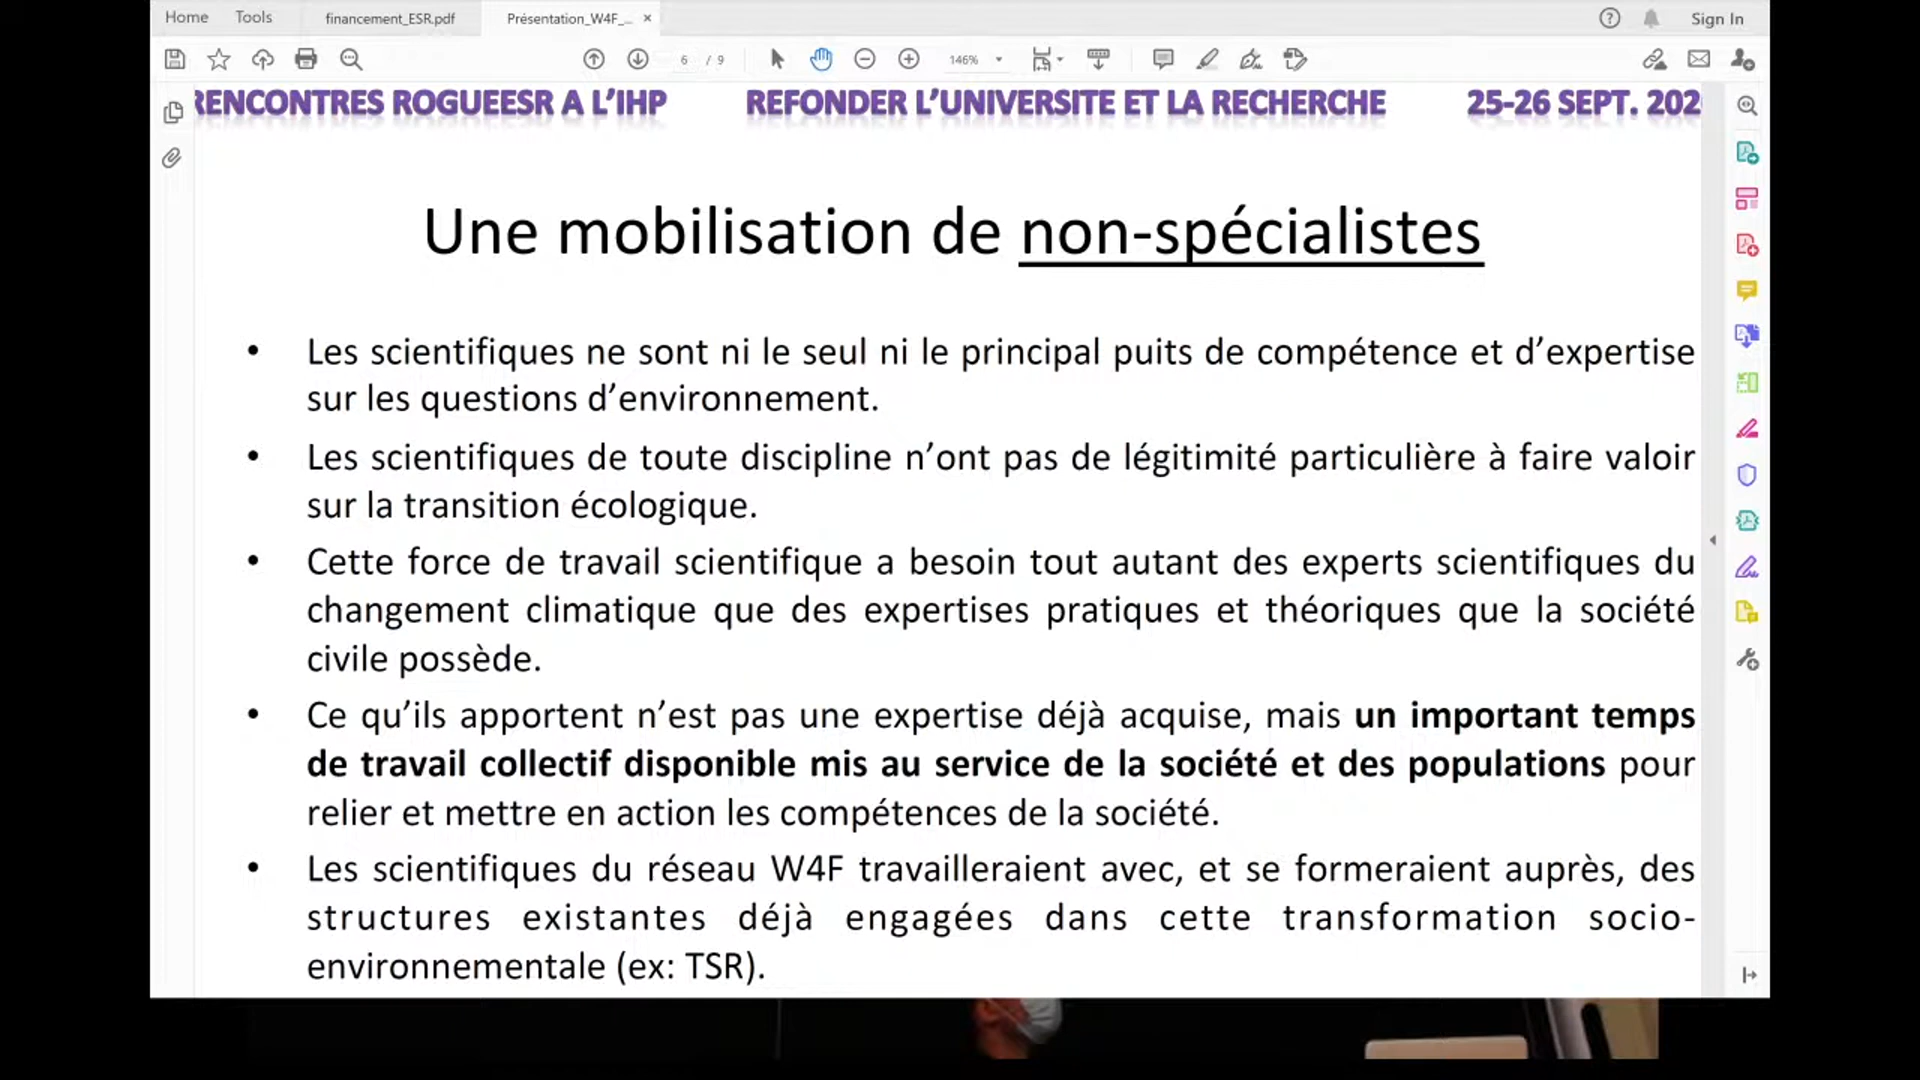 Home Tools financement_ESR.pdf Présentation_W4F_... × Sign In
6 / 9 146%
RENCONTRES ROGUEESR A L’IHP REFONDER L’UNIVERSITE ET LA RECHERCHE 25-26 SEPT. 202
Une mobilisation de non-spécialistes
• Les scientifiques ne sont ni le seul ni le principal puits de compétence et d’expertise
sur les questions d’environnement.
• Les scientifiques de toute discipline n’ont pas de légitimité particulière à faire valoir
sur la transition écologique.
• Cette force de travail scientifique a besoin tout autant des experts scientifiques du
changement climatique que des expertises pratiques et théoriques que la société
civile possède.
• Ce qu’ils apportent n’est pas une expertise déjà acquise, mais un important temps
de travail collectif disponible mis au service de la société et des populations pour
relier et mettre en action les compétences de la société.
• Les scientifiques du réseau W4F travailleraient avec, et se formeraient auprès, des
structures existantes déjà engagées dans cette transformation socio-
environnementale (ex: TSR).